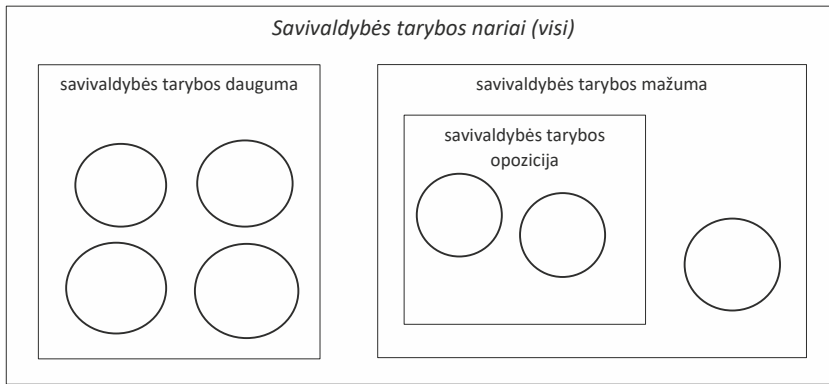 Savivaldybės tarybos nariai (visi)
savivaldybės tarybos dauguma
savivaldybės tarybos mažuma
savivaldybės tarybos
opozicija